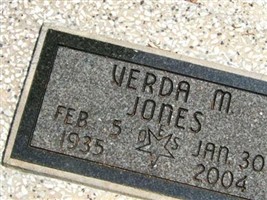 VERDA M.
JONES
FEB. 5
1935
JAN. 30
2004